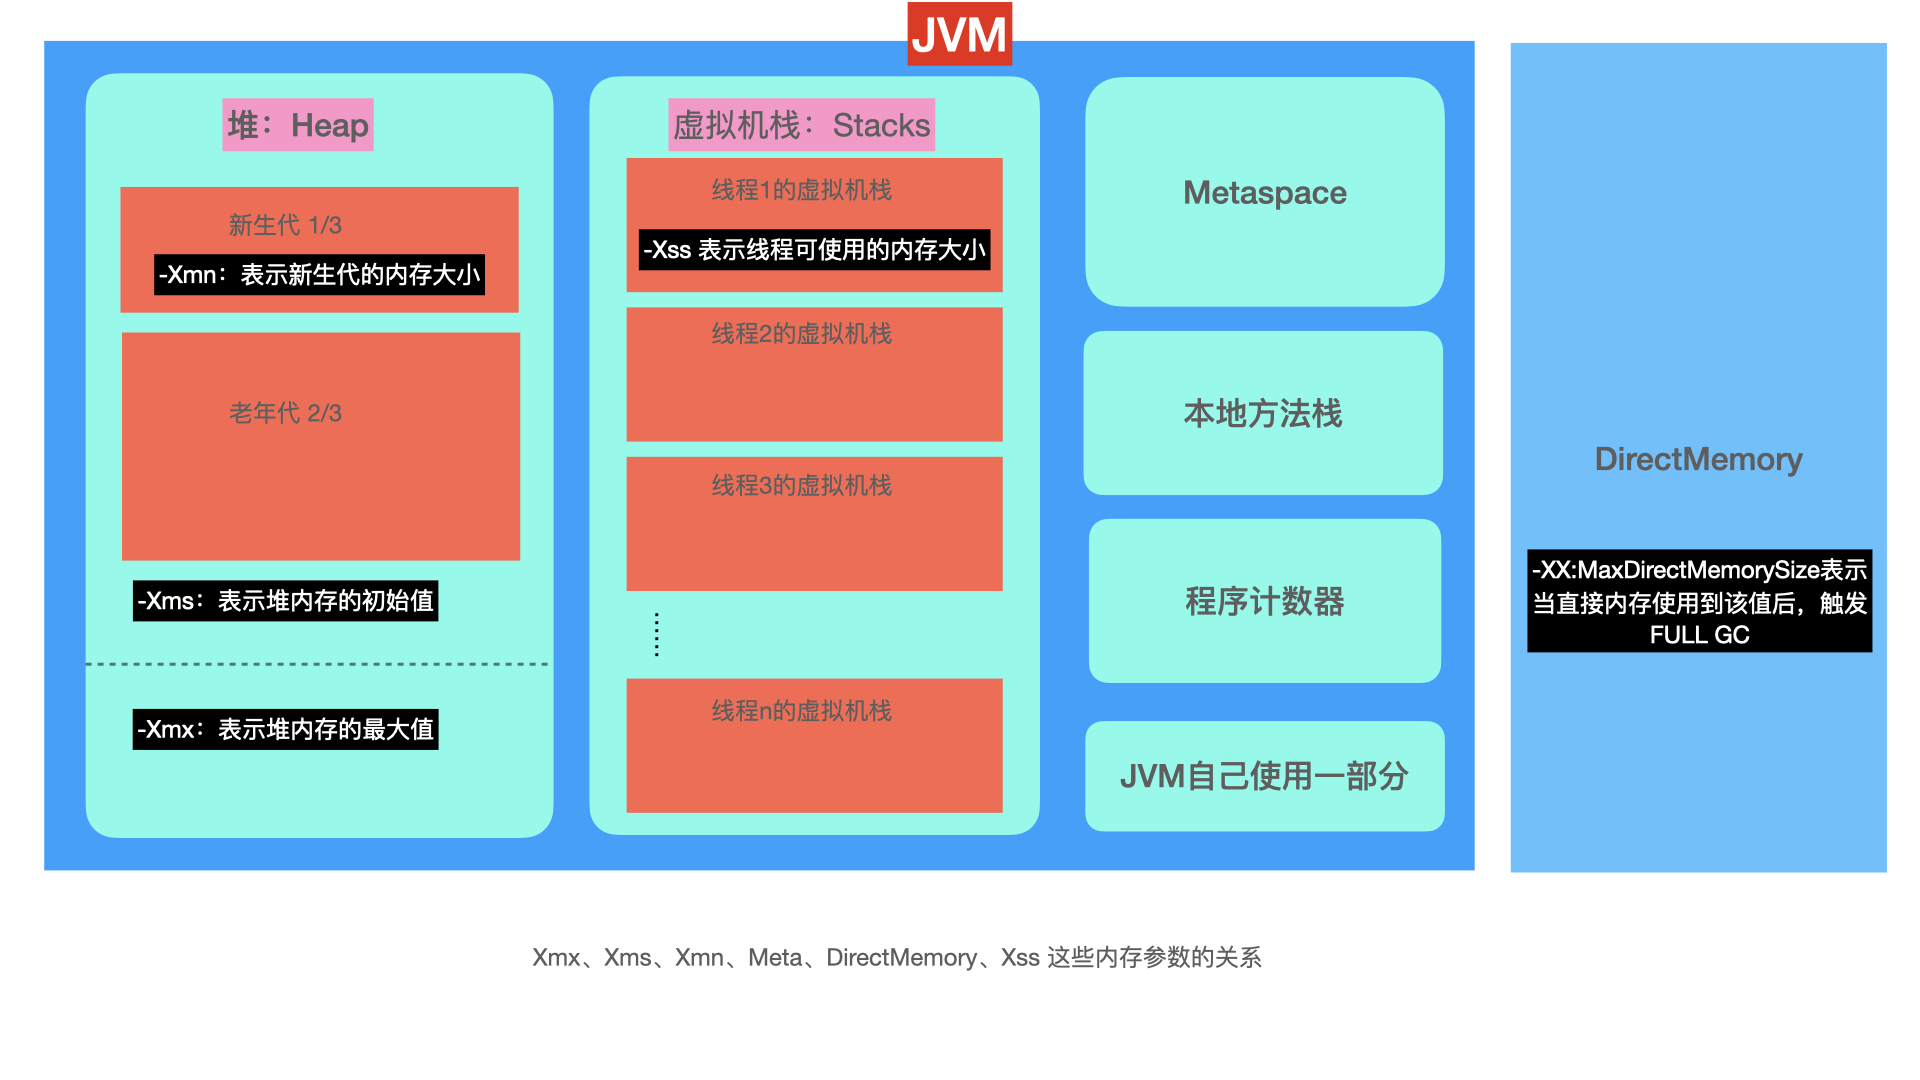 JVM
堆：Heap
新生代 1/3
-Xmn：表示新生代的内存大小
老年代 2/3
-Xms：表示堆内存的初始值
-Xmx：表示堆内存的最大值
虚拟机栈：Stacks
线程1的虚拟机栈
-Xss 表示线程可使用的内存大小
线程2的虚拟机栈
线程3的虚拟机栈
线程n的虚拟机栈
Metaspace
本地方法栈
程序计数器
JVM自己使用一部分
DirectMemory
-XX:MaxDirectMemorySize表示
当直接内存使用到该值后，触发
FULL GC
Xmx、Xms、Xmn、Meta、DirectMemory、Xss 这些内存参数的关系